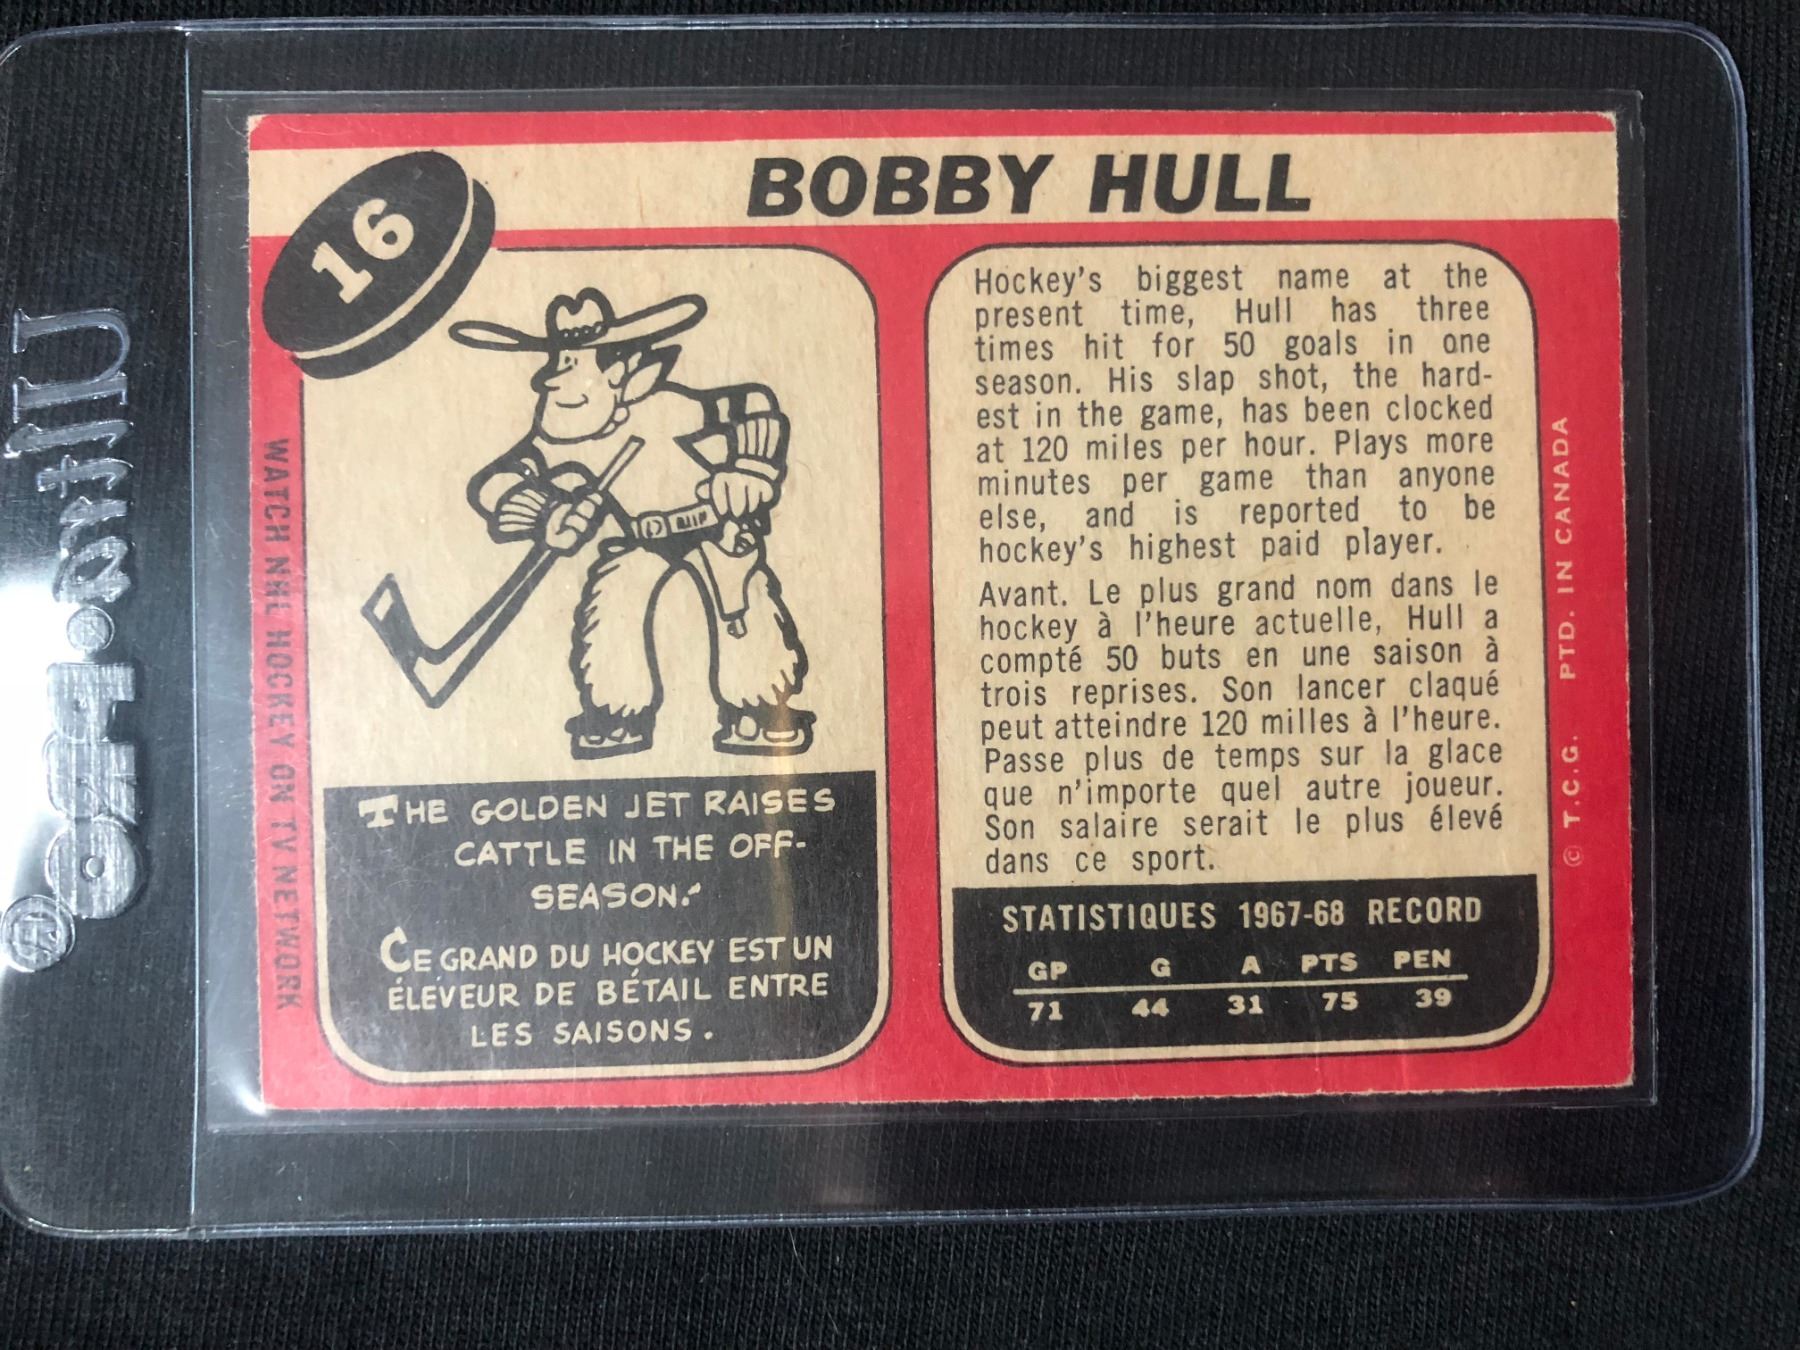 16
BOBBY HULL
THE GOLDEN JET RAISES
CATTLE IN THE OFF-
SEASON.
CE GRAND DU HOCKEY EST UN
ÉLEVEUR DE BÉTAIL ENTRE
LES SAISONS.
Hockey's biggest name at the
present time, Hull has three
times hit for 50 goals in one
season. His slap shot, the hard-
est in the game, has been clocked
at 120 miles per hour. Plays more
minutes per game than anyone
else, and is reported to be
hockey's highest paid player.
Avant. Le plus grand nom dans le
hockey à l'heure actuelle, Hull a
compté 50 buts en une saison à
trois reprises. Son lancer claqué
peut atteindre 120 milles à l'heure.
Passe plus de temps sur la glace
que n'importe quel autre joueur.
Son salaire serait le plus élevé
dans ce sport.
STATISTIQUES 1967-68 RECORD
GP G A PTS PEN
71 44 31 75 39
WATCH NHL HOCKEY ON TV NETWORK
© T.C.G. PTD. IN CANADA